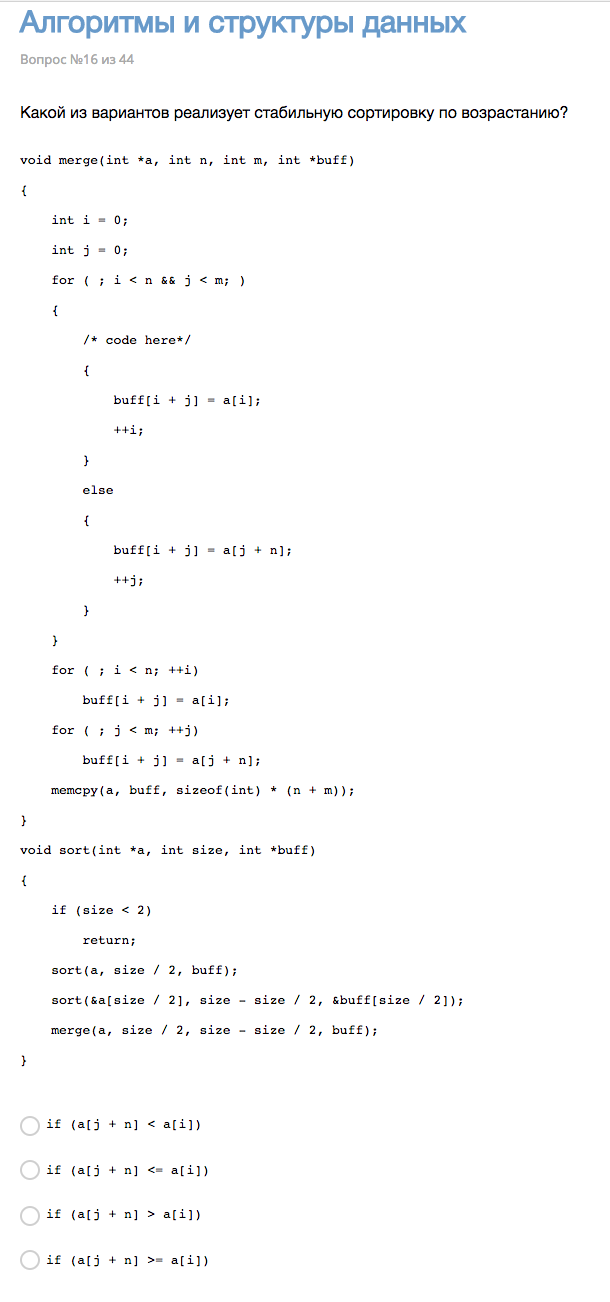 Алгоритмы и структуры данных
Вопрос №16 из 44
Какой из вариантов реализует стабильную сортировку по возрастанию?
void merge(int *a, int n, int m, int *buff)
{
    int i = 0;
    int j = 0;
    for ( ; i < n && j < m; )
    {
        /* code here*/
        {
            buff[i + j] = a[i];
            ++i;
        }
        else
        {
            buff[i + j] = a[j + n];
            ++j;
        }
    }
    for ( ; i < n; ++i)
        buff[i + j] = a[i];
    for ( ; j < m; ++j)
        buff[i + j] = a[j + n];
    memcpy(a, buff, sizeof(int) * (n + m));
}
void sort(int *a, int size, int *buff)
{
    if (size < 2)
        return;
    sort(a, size / 2, buff);
    sort(&a[size / 2], size - size / 2, &buff[size / 2]);
    merge(a, size / 2, size - size / 2, buff);
}
if (a[j + n] < a[i])
if (a[j + n] <= a[i])
if (a[j + n] > a[i])
if (a[j + n] >= a[i])